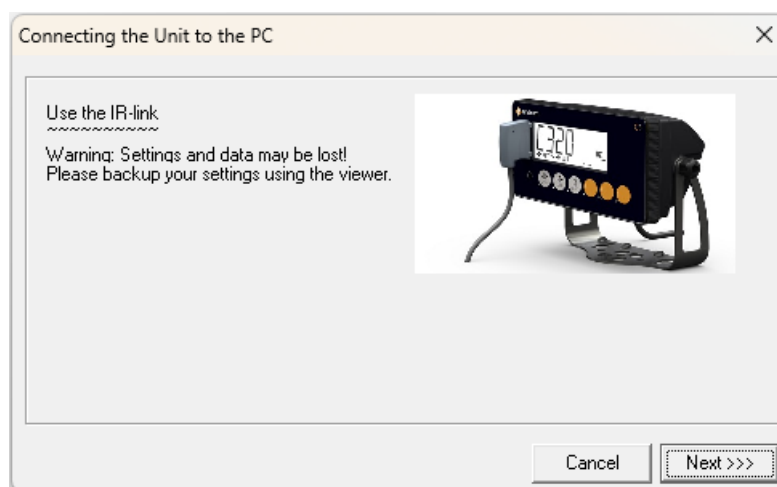 Connecting the Unit to the PC
Use the IR-link
~~~~~~~~~~
Warning: Settings and data may be lost!
Please backup your settings using the viewer.
C320
Cancel
Next >>>